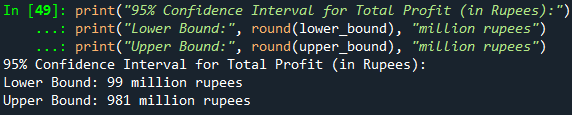 In [49]: print("95% Confidence Interval for Total Profit (in Rupees):")
    ...: print("Lower Bound:", round(lower_bound), "million rupees")
    ...: print("Upper Bound:", round(upper_bound), "million rupees")
95% Confidence Interval for Total Profit (in Rupees):
Lower Bound: 99 million rupees
Upper Bound: 981 million rupees